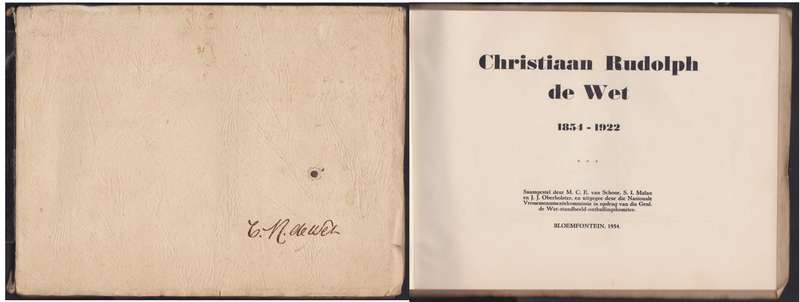 C. R. de Wet
Christiaan Rudolph
de Wet
1854 - 1922
Saamgestel deur M. C. E. van Schoor, S. I. Malan
en J. J. Oberholster, en uitgegee deur die Nasionale
Vrouemonumentkommissie in opdrag van die Genl.
de Wet-standbeeld-onthullingskomitee.
BLOEMFONTEIN, 1954.